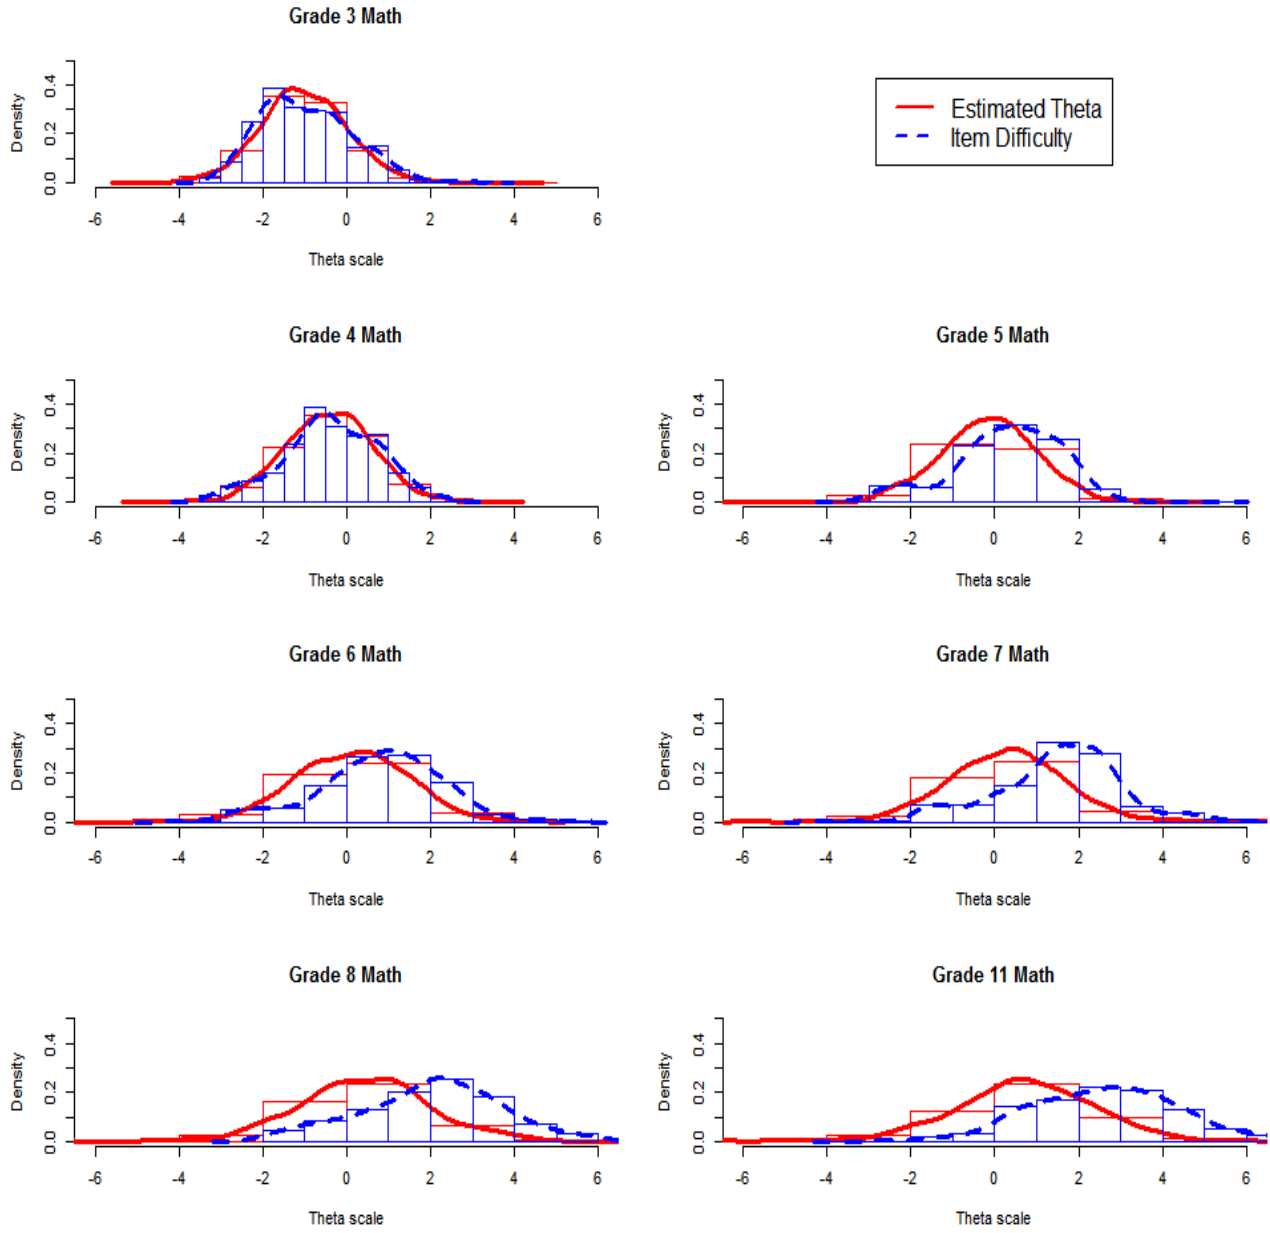 Grade 3 Math
Density
0.0 0.2 0.4
-6 -4 -2 0 2 4 6
Theta scale
Estimated Theta
Item Difficulty
Grade 4 Math
Density
0.0 0.2 0.4
-6 -4 -2 0 2 4 6
Theta scale
Grade 5 Math
Density
0.0 0.2 0.4
-6 -4 -2 0 2 4 6
Theta scale
Grade 6 Math
Density
0.0 0.2 0.4
-6 -4 -2 0 2 4 6
Theta scale
Grade 7 Math
Density
0.0 0.2 0.4
-6 -4 -2 0 2 4 6
Theta scale
Grade 8 Math
Density
0.0 0.2 0.4
-6 -4 -2 0 2 4 6
Theta scale
Grade 11 Math
Density
0.0 0.2 0.4
-6 -4 -2 0 2 4 6
Theta scale